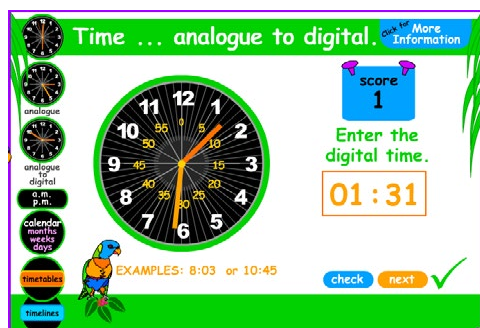 Time ... analogue to digital.
Click for More
Information
analogue
analogue
to
digital
a.m.
p.m.
calendar
months
weeks
days
timetables
timelines
12
1
2
3
4
5
6
7
8
9
10
11
0
5
10
15
20
25
30
35
40
45
50
55
score
1
Enter the
digital time.
01 : 31
EXAMPLES: 8:03 or 10:45
check
next